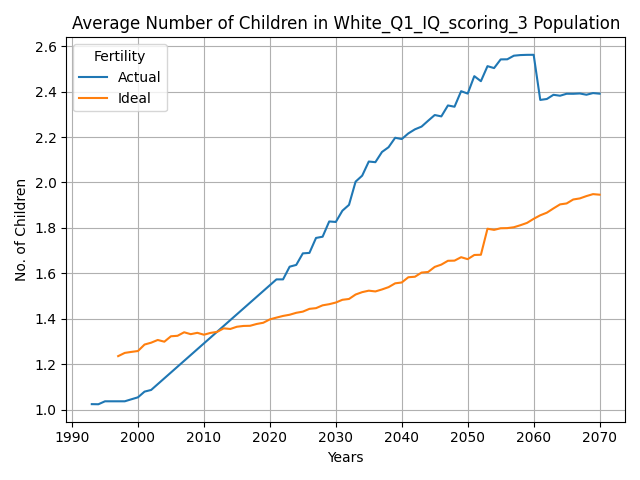 Average Number of Children in White_Q1_IQ_scoring_3 Population
Fertility
Actual
Ideal
No. of Children
2.6
2.4
2.2
2.0
1.8
1.6
1.4
1.2
1.0
1990 2000 2010 2020 2030 2040 2050 2060 2070
Years